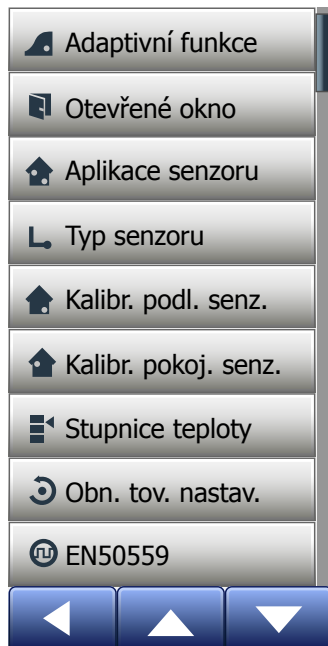 Adaptivní funkce
Otevřené okno
Aplikace senzoru
Typ senzoru
Kalibr. podl. senz.
Kalibr. pokoj. senz.
Stupnice teploty
Obn. tov. nastav.
EN50559